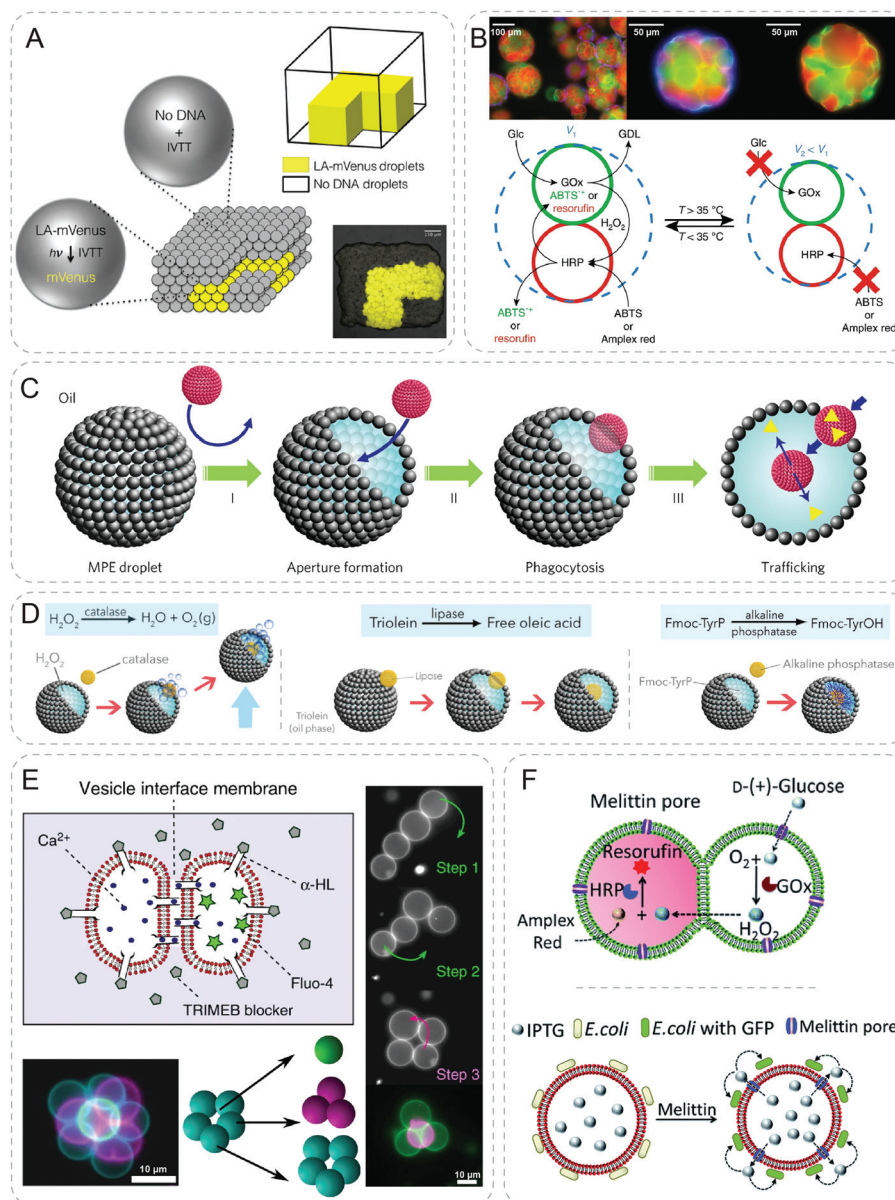 A
No DNA
+
IVTT
LA-mVenus droplets
No DNA droplets
LA-mVenus
hν ↓ IVTT
mVenus
150 µm
B
100 µm
50 µm
50 µm
Glc
V1
GDL
GOx
ABTS·+ or
resorufin
H2O2
HRP
ABTS·+
or
resorufin
ABTS
or
Amplex red
T > 35 °C
T < 35 °C
Glc
V2 < V1
GOx
HRP
ABTS
or
Amplex red
C
Oil
I
II
III
MPE droplet
Aperture formation
Phagocytosis
Trafficking
D
H2O2 catalase H2O + O2(g)
H2O2
catalase
Triolein lipase Free oleic acid
Lipase
Triolein
(oil phase)
Fmoc-TyrP alkaline phosphatase Fmoc-TyrOH
Alkaline phosphatase
Fmoc-TyrP
E
Vesicle interface membrane
Ca2+
α-HL
Fluo-4
TRIMEB blocker
Step 1
Step 2
Step 3
10 µm
10 µm
F
D-(+)-Glucose
Melittin pore
Resorufin
O2+
HRP
GOx
+
Amplex
Red
H2O2
IPTG E.coli E.coli with GFP Melittin pore
Melittin